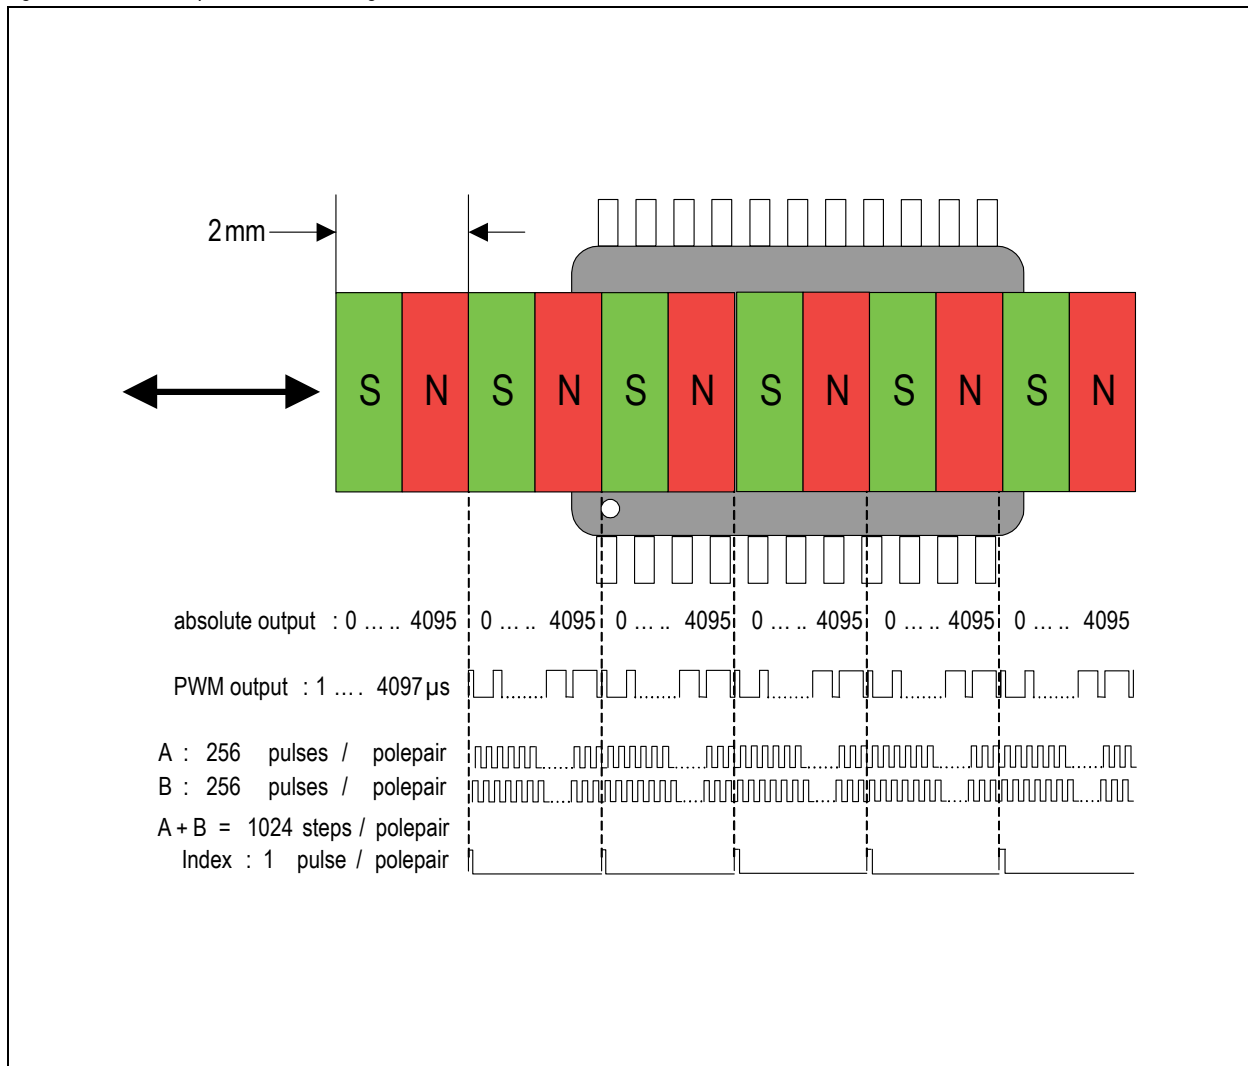 2mm
S N S N S N S N S N S N
absolute output : 0 ... .. 4095 0 ... .. 4095 0 ... .. 4095 0 ... .. 4095 0 ... .. 4095 0 ... .. 4095
PWM output : 1 ... . 4097 µs
A : 256 pulses / polepair
B : 256 pulses / polepair
A + B = 1024 steps / polepair
Index : 1 pulse / polepair